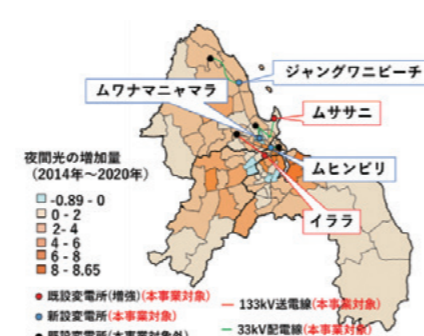 ジャングワニビーチ
ムワナマニャマラ
ムササニ
ムヒンビリ
イララ
夜間光の増加量
（2014年～2020年）
-0.89 - 0
0 - 2
2- 4
4 - 6
6 - 8
8 - 8.65
既設変電所(増強)(本事業対象)
133kV送電線(本事業対象)
新設変電所(本事業対象)
33kV配電線(本事業対象)